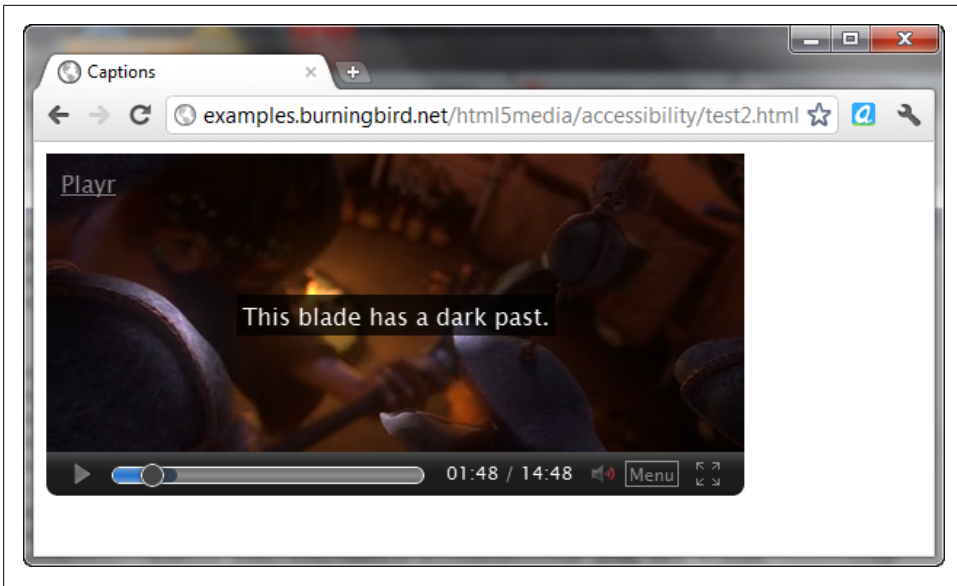 Captions
examples.burningbird.net/html5media/accessibility/test2.html
Playr
This blade has a dark past.
01:48 / 14:48 Menu